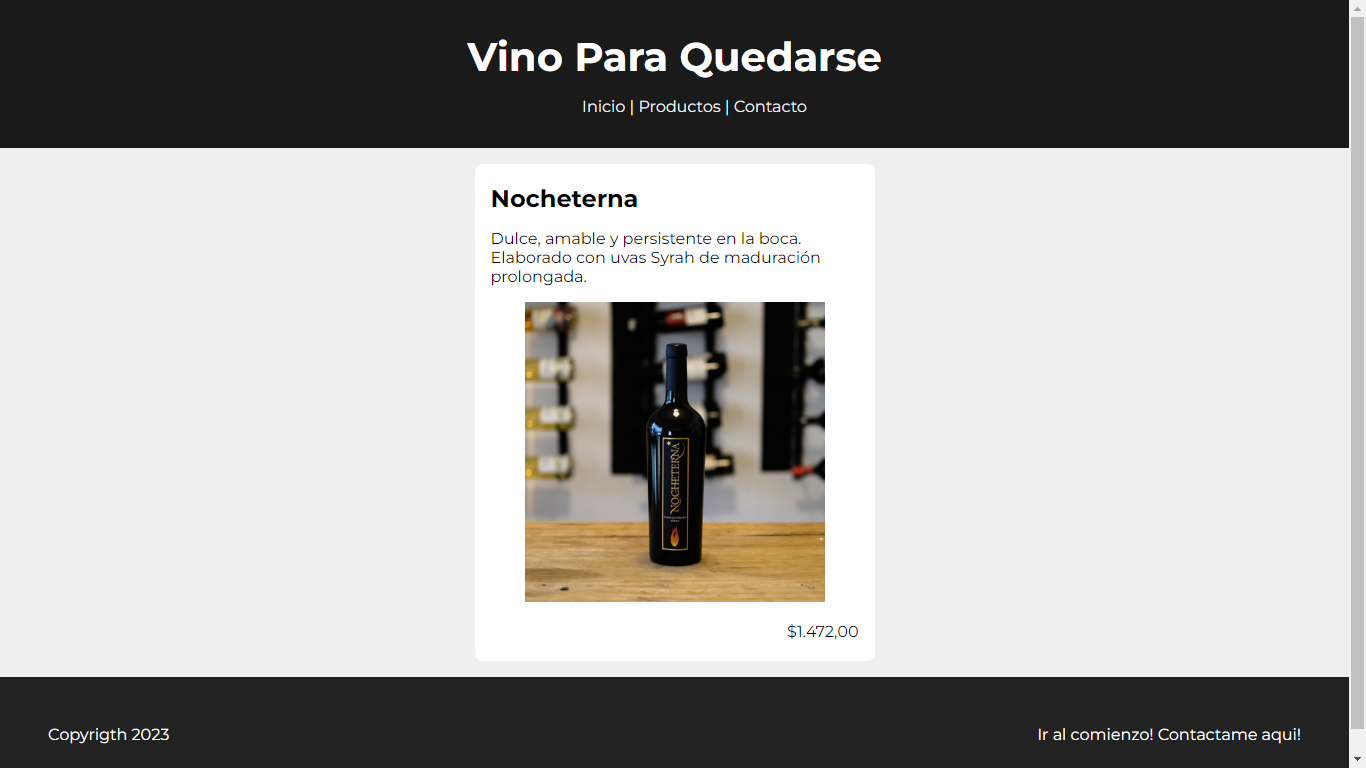 Vino Para Quedarse
Inicio | Productos | Contacto
Nocheterna
Dulce, amable y persistente en la boca.
Elaborado con uvas Syrah de maduración
prolongada.
NOCHETERNA
$1.472,00
Copyrigth 2023
Ir al comienzo! Contactame aqui!